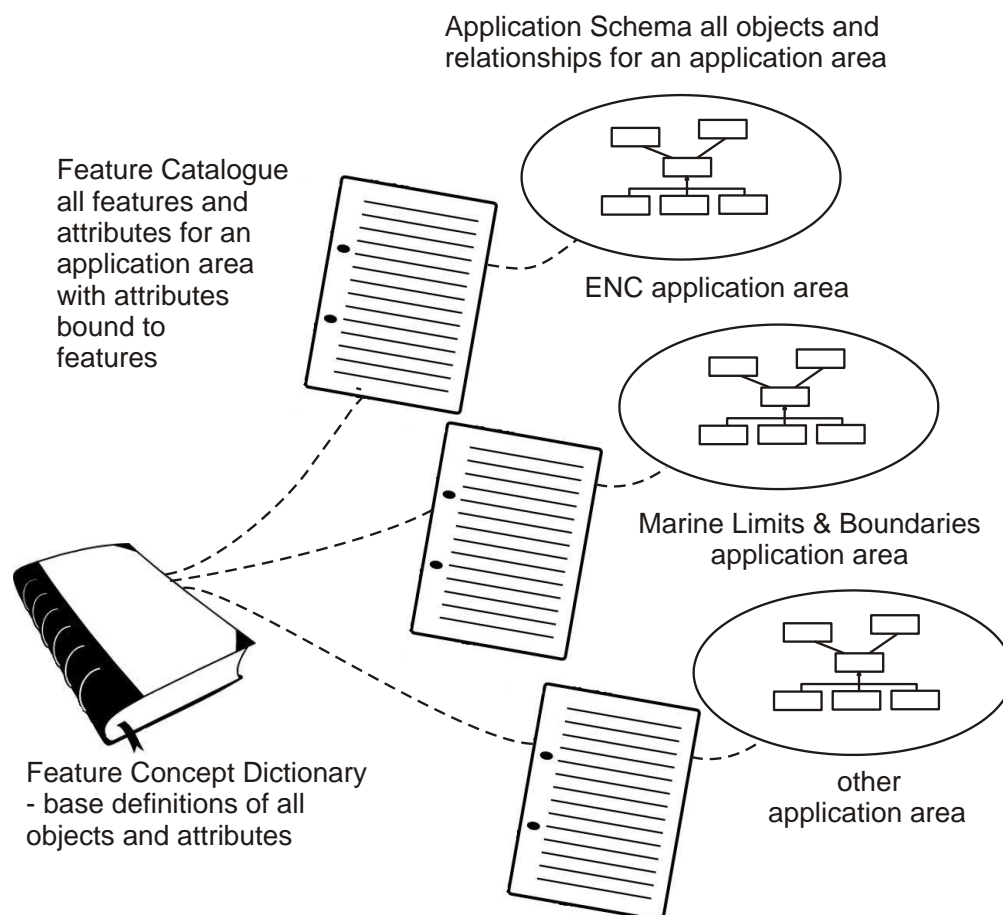 Application Schema all objects and
relationships for an application area
Feature Catalogue
all features and
attributes for an
application area
with attributes
bound to
features
ENC application area
Marine Limits & Boundaries
application area
Feature Concept Dictionary
- base definitions of all
objects and attributes
other
application area